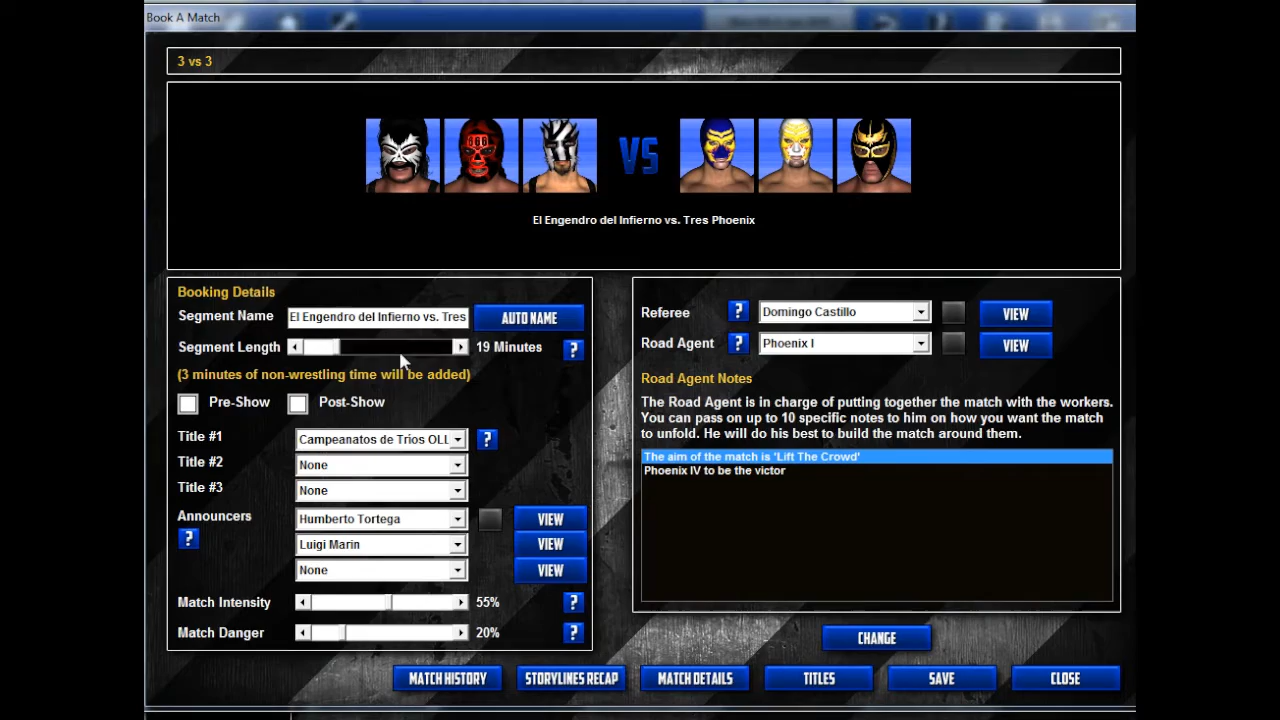 Book A Match
3 vs 3
VS
El Engendro del Infierno vs. Tres Phoenix
Booking Details
Segment Name
El Engendro del Infierno vs. Tres
AUTO NAME
Segment Length
19 Minutes
?
(3 minutes of non-wrestling time will be added)
Pre-Show
Post-Show
Title #1
Campeanatos de Trios OLL
?
Title #2
None
Title #3
None
Announcers
?
Humberto Tortega
VIEW
Luigi Marin
VIEW
None
VIEW
Match Intensity
55%
?
Match Danger
20%
?
Referee
?
Domingo Castillo
VIEW
Road Agent
?
Phoenix I
VIEW
Road Agent Notes
The Road Agent is in charge of putting together the match with the workers.
You can pass on up to 10 specific notes to him on how you want the match
to unfold. He will do his best to build the match around them.
The aim of the match is 'Lift The Crowd'
Phoenix IV to be the victor
CHANGE
MATCH HISTORY
STORYLINES RECAP
MATCH DETAILS
TITLES
SAVE
CLOSE